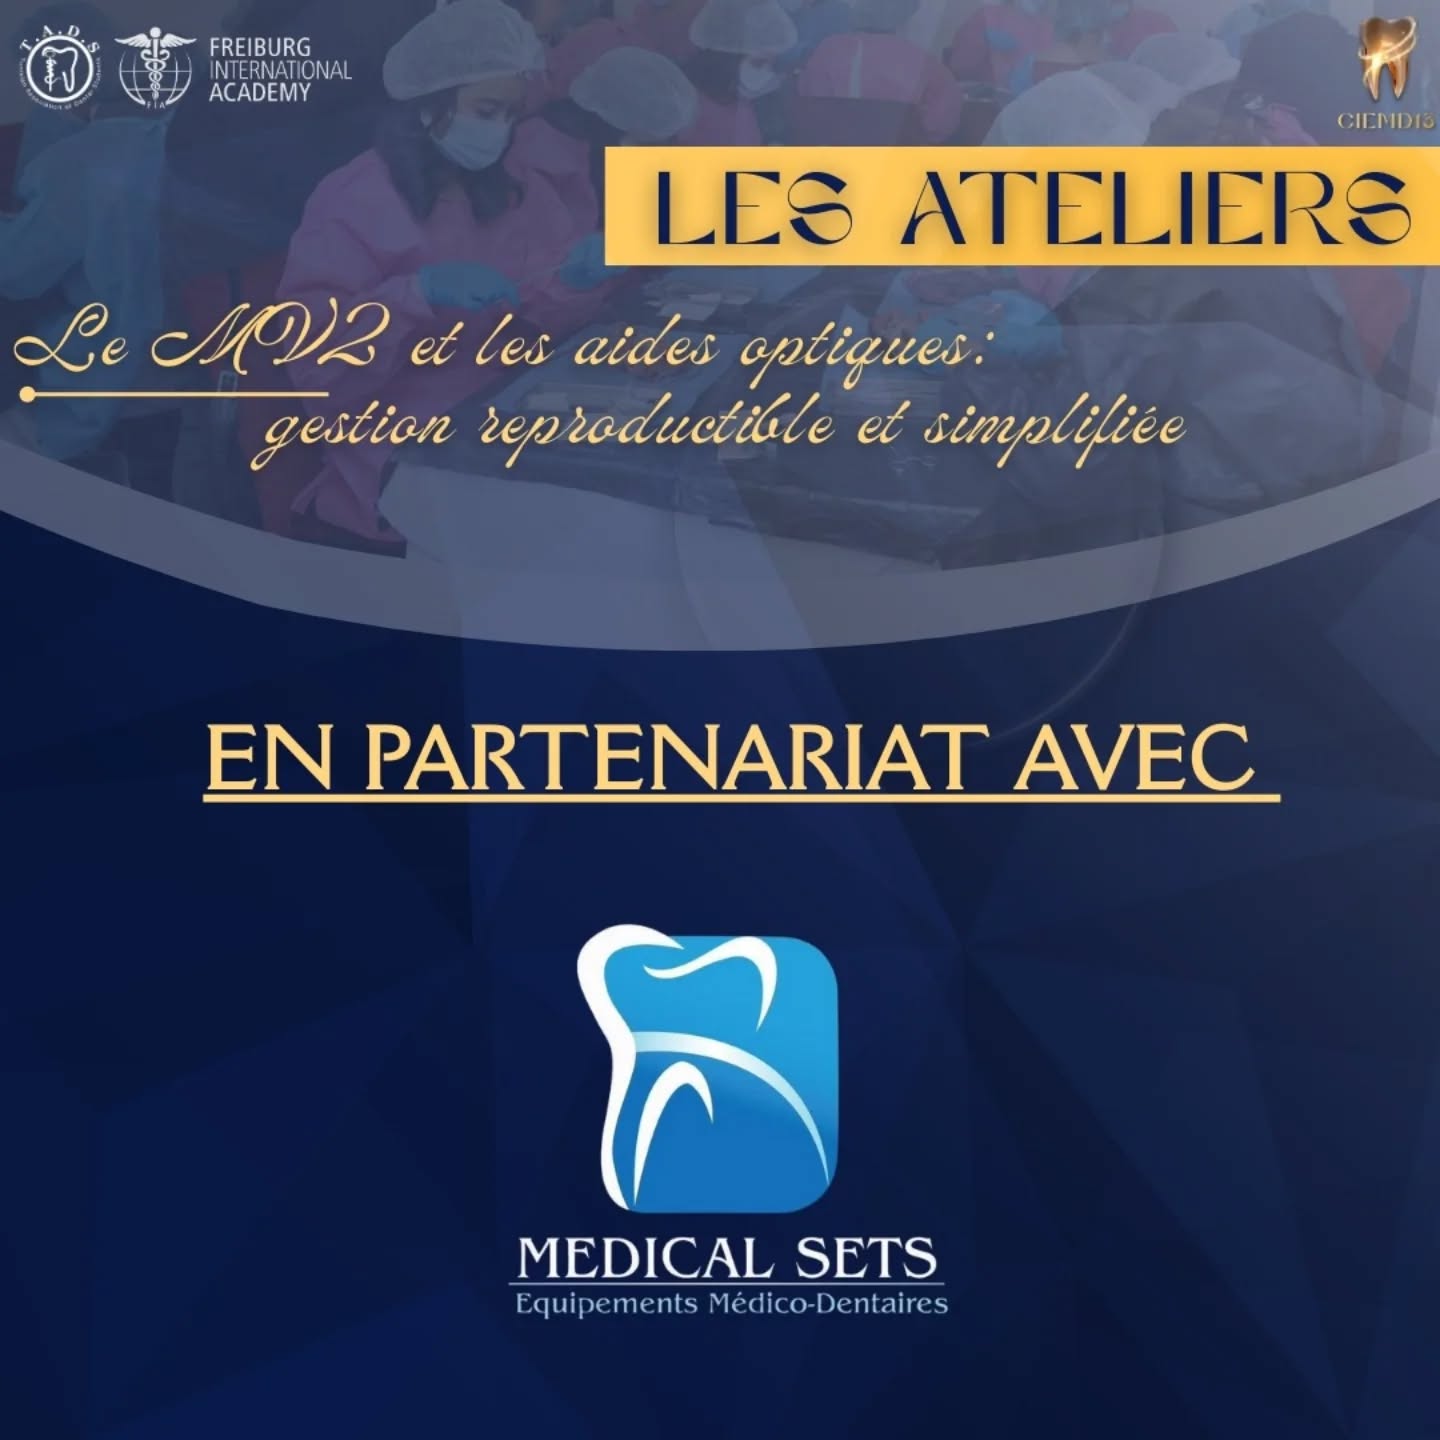 T.A.D.S
FREIBURG
INTERNATIONAL
ACADEMY
FIA
CIEMD13
LES ATELIERS
Le MV2 et les aides optiques:
gestion reproductible et simplifiée
EN PARTENARIAT AVEC
MEDICAL SETS
Equipements Médico-Dentaires